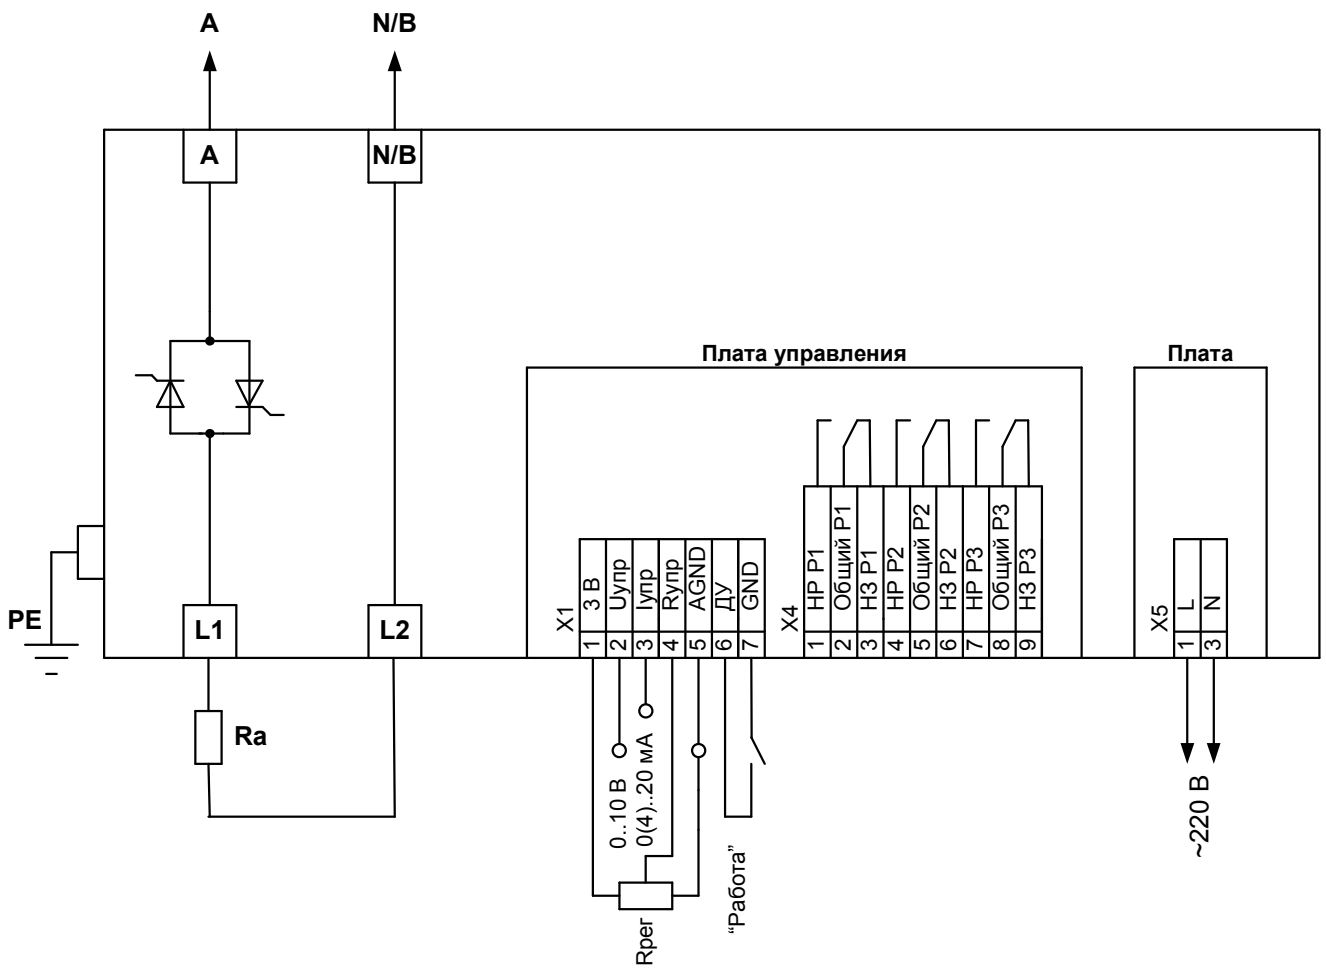 A
N/B
A
N/B
Плата управления
Плата
PE
L1
L2
X1
3 В
Uупр
Iупр
Rупр
AGND
ДУ
GND
1
2
3
4
5
6
7
X4
НР Р1
Общий Р1
НЗ Р1
НР Р2
Общий Р2
НЗ Р2
НР Р3
Общий Р3
НЗ Р3
1
2
3
4
5
6
7
8
9
X5
L
N
1
3
Ra
0..10 В
0(4)..20 мА
Rрег
“Работа”
~220 В